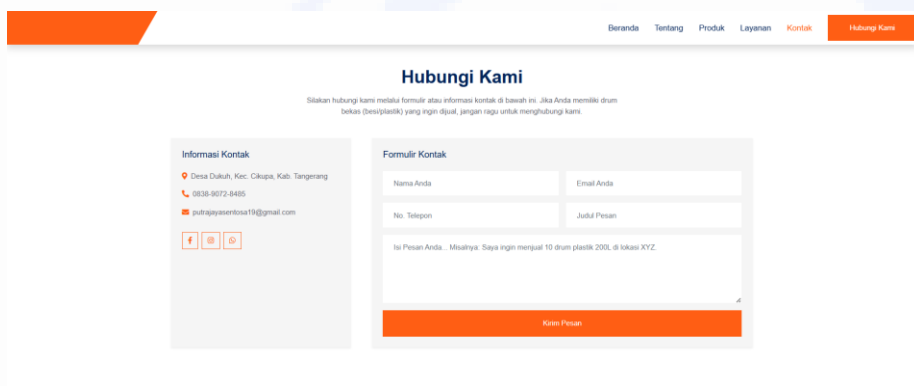 Beranda Tentang Produk Layanan Kontak Hubungi Kami
Hubungi Kami
Silakan hubungi kami melalui formulir atau informasi kontak di bawah ini. Jika Anda memiliki drum
bekas (besi/plastik) yang ingin dijual, jangan ragu untuk menghubungi kami.
Informasi Kontak
Desa Dukuh, Kec. Cikupa, Kab. Tangerang
0838-9072-8485
putrajayasentosa19@gmail.com
Formulir Kontak
Nama Anda
Email Anda
No. Telepon
Judul Pesan
Isi Pesan Anda... Misalnya: Saya ingin menjual 10 drum plastik 200L di lokasi XYZ.
Kirim Pesan